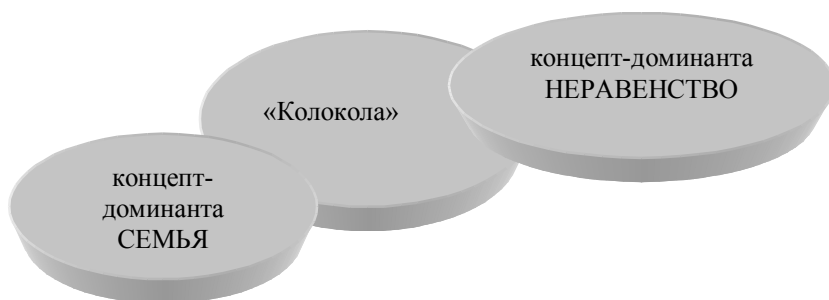 концепт-доминанта
НЕРАВЕНСТВО
«Колокола»
концепт-
доминанта
СЕМЬЯ